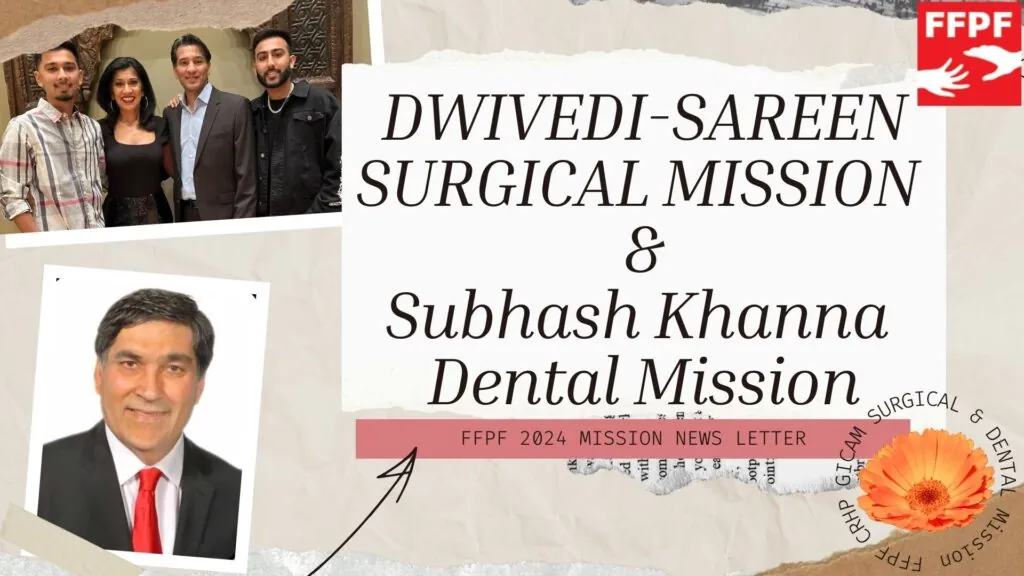 FFPF
DWIVEDI-SAREEN
SURGICAL MISSION
&
Subhash Khanna
Dental Mission
FFPF 2024 MISSION NEWS LETTER
FFPF CRHP GICAM SURGICAL & DENTAL Mission